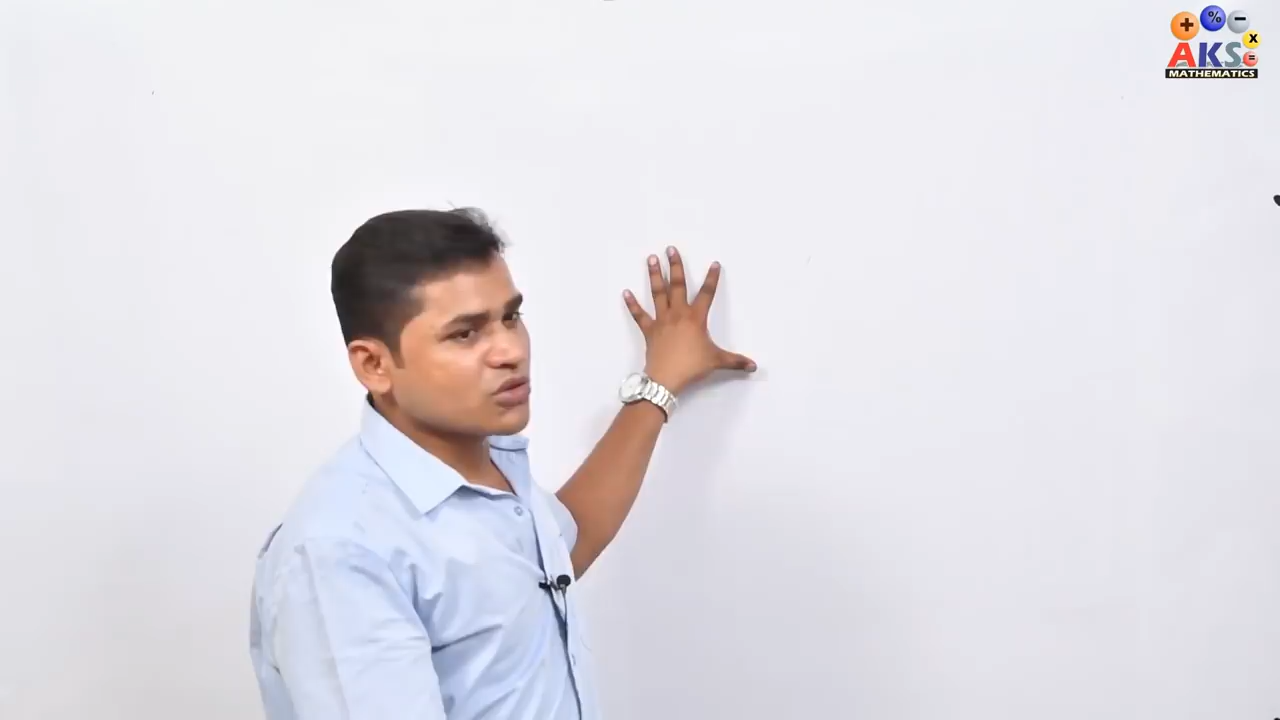 + % −
x
AKS =
MATHEMATICS